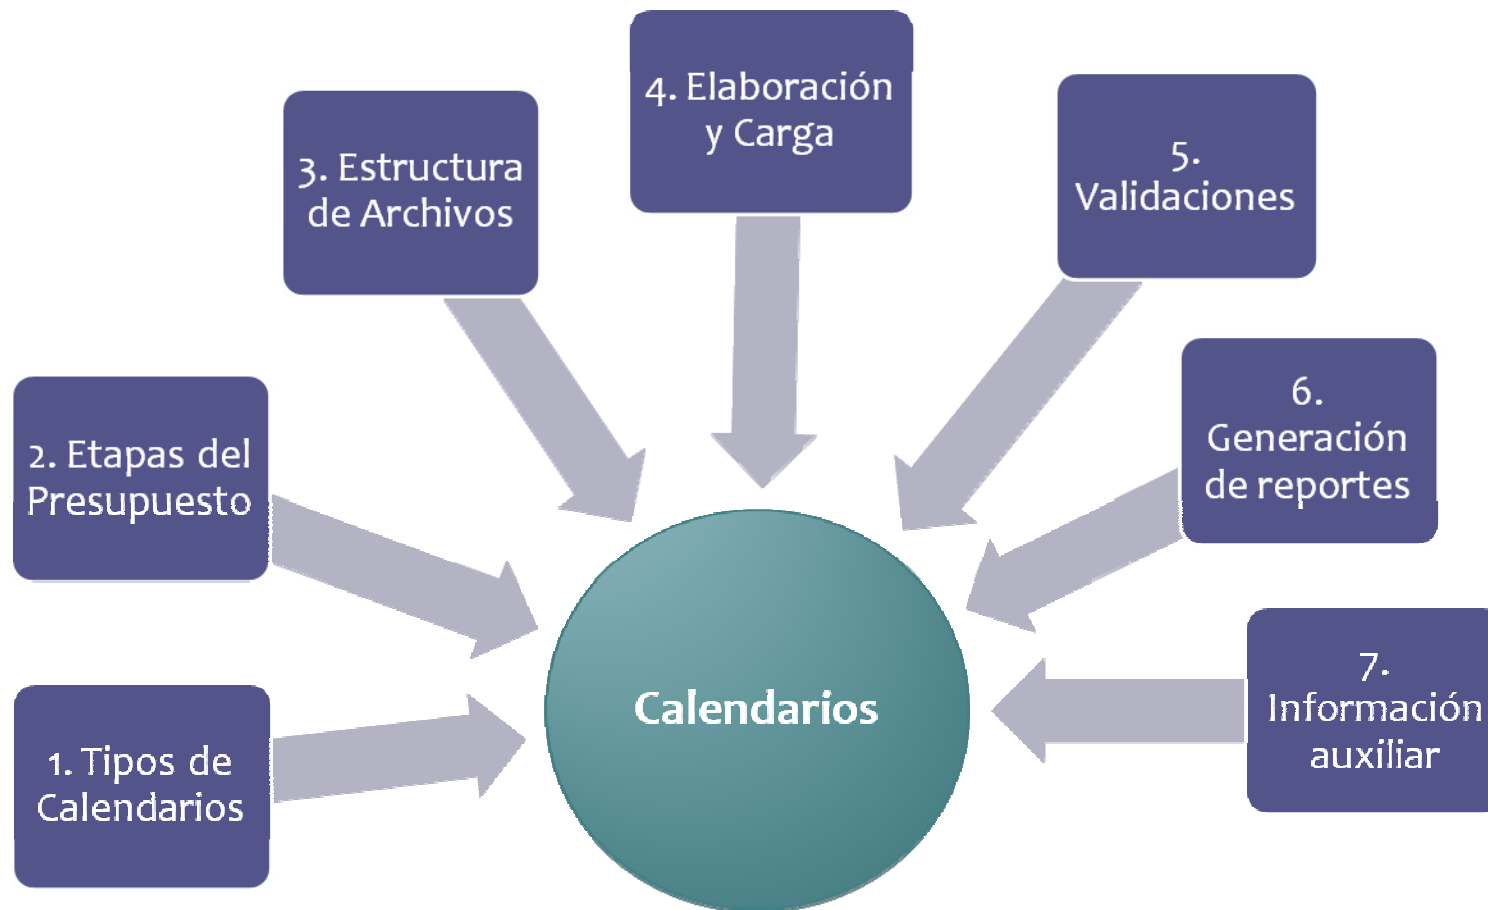 1. Tipos de
Calendarios
2. Etapas del
Presupuesto
3. Estructura
de Archivos
4. Elaboración
y Carga
5.
Validaciones
6.
Generación
de reportes
7.
Información
auxiliar
Calendarios